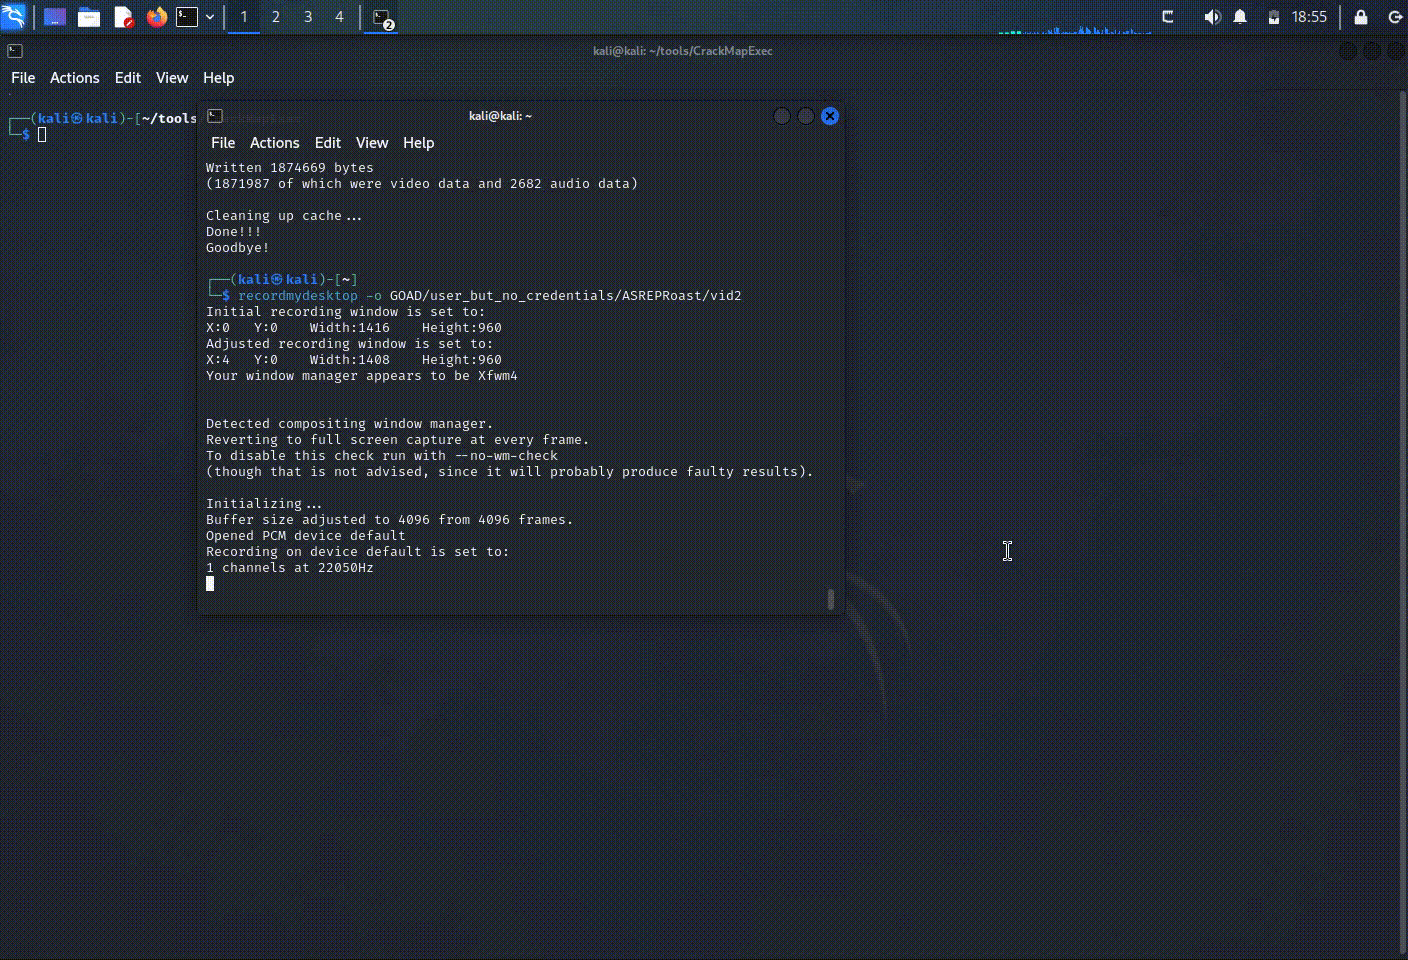 1 2 3 4 2 18:55
kali@kali: ~/tools/CrackMapExec
File Actions Edit View Help
┌──(kali㉿kali)-[~/tools
└─$
kali@kali: ~
File Actions Edit View Help
Written 1874669 bytes
(1871987 of which were video data and 2682 audio data)
Cleaning up cache...
Done!!!
Goodbye!
┌──(kali㉿kali)-[~]
└─$ recordmydesktop -o GOAD/user_but_no_credentials/ASREPRoast/vid2
Initial recording window is set to:
X:0 Y:0 Width:1416 Height:960
Adjusted recording window is set to:
X:4 Y:0 Width:1408 Height:960
Your window manager appears to be Xfwm4
Detected compositing window manager.
Reverting to full screen capture at every frame.
To disable this check run with --no-wm-check
(though that is not advised, since it will probably produce faulty results).
Initializing...
Buffer size adjusted to 4096 from 4096 frames.
Opened PCM device default
Recording on device default is set to:
1 channels at 22050Hz